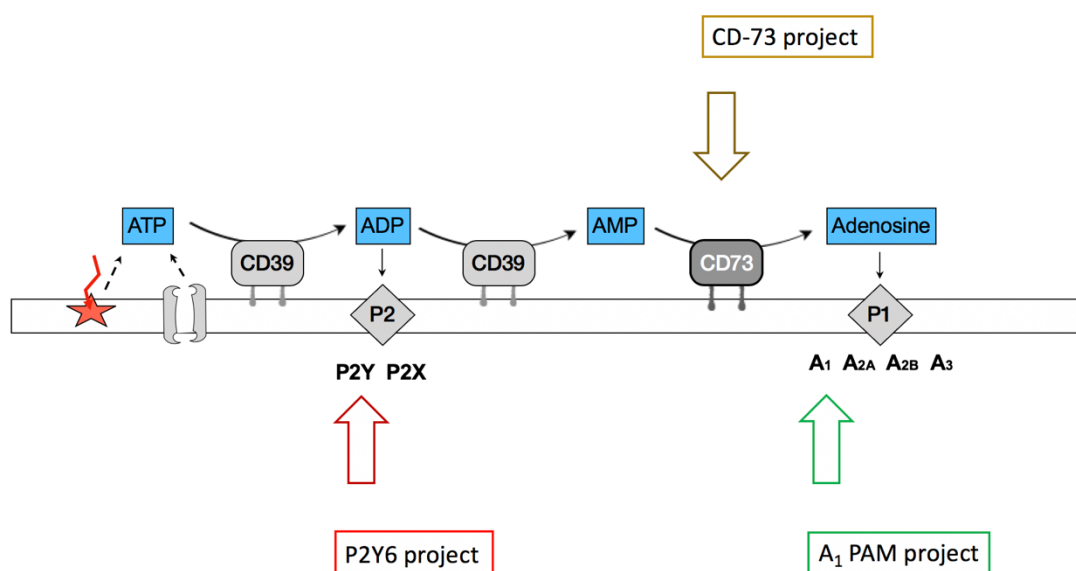 CD-73 project
ATP
ADP
AMP
Adenosine
CD39
CD39
CD73
P2
P1
P2Y P2X
A1 A2A A2B A3
P2Y6 project
A1 PAM project